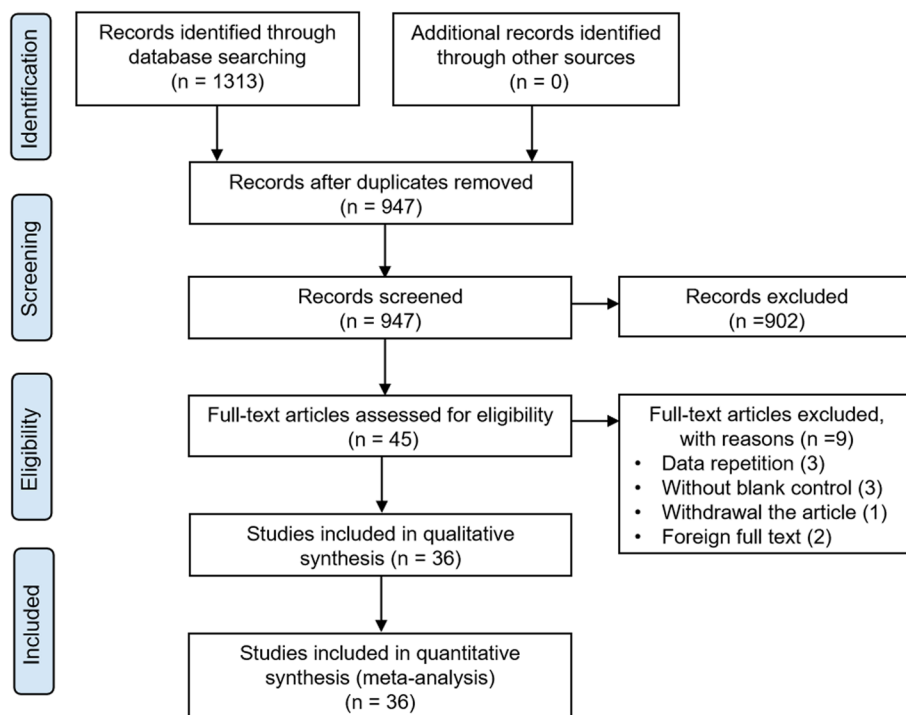 Identification
Records identified through
database searching
(n = 1313)
Additional records identified
through other sources
(n = 0)
Records after duplicates removed
(n = 947)
Screening
Records screened
(n = 947)
Records excluded
(n =902)
Eligibility
Full-text articles assessed for eligibility
(n = 45)
Full-text articles excluded,
with reasons (n =9)
• Data repetition (3)
• Without blank control (3)
• Withdrawal the article (1)
• Foreign full text (2)
Studies included in qualitative
synthesis (n = 36)
Included
Studies included in quantitative
synthesis (meta-analysis)
(n = 36)